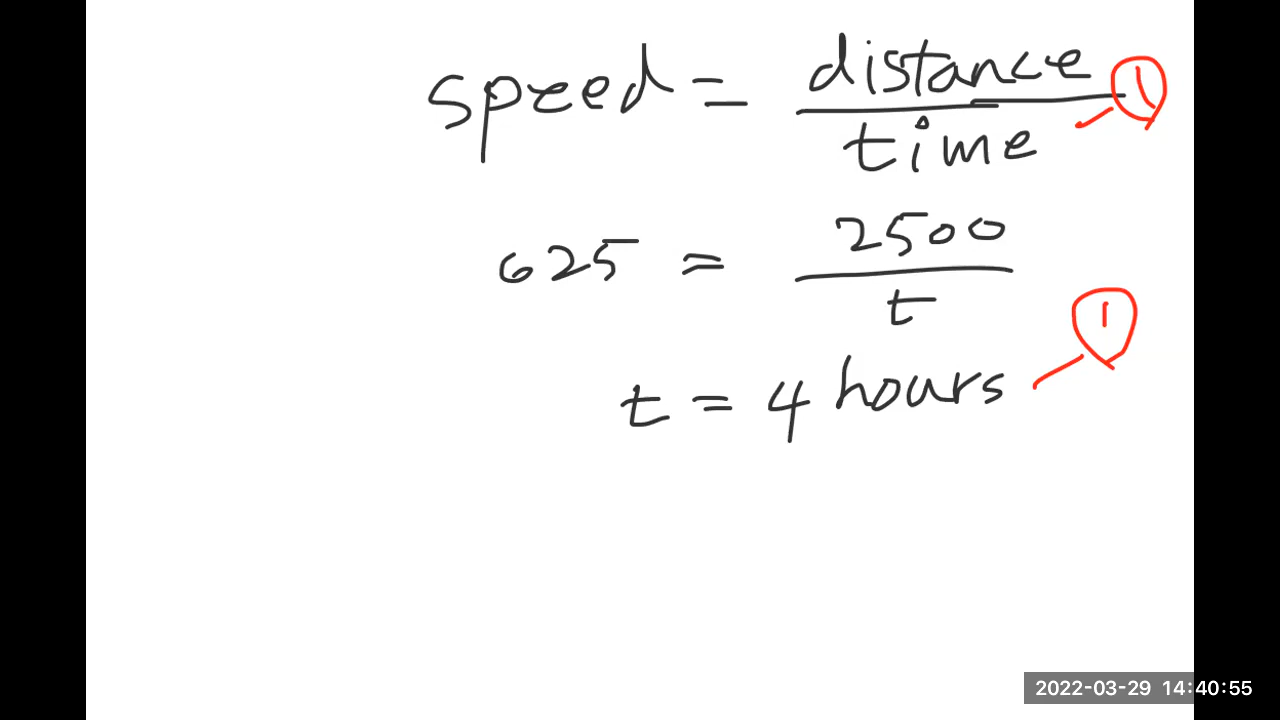 speed = distance / time 1
625 = 2500 / t
t = 4 hours 1
2022-03-29 14:40:55